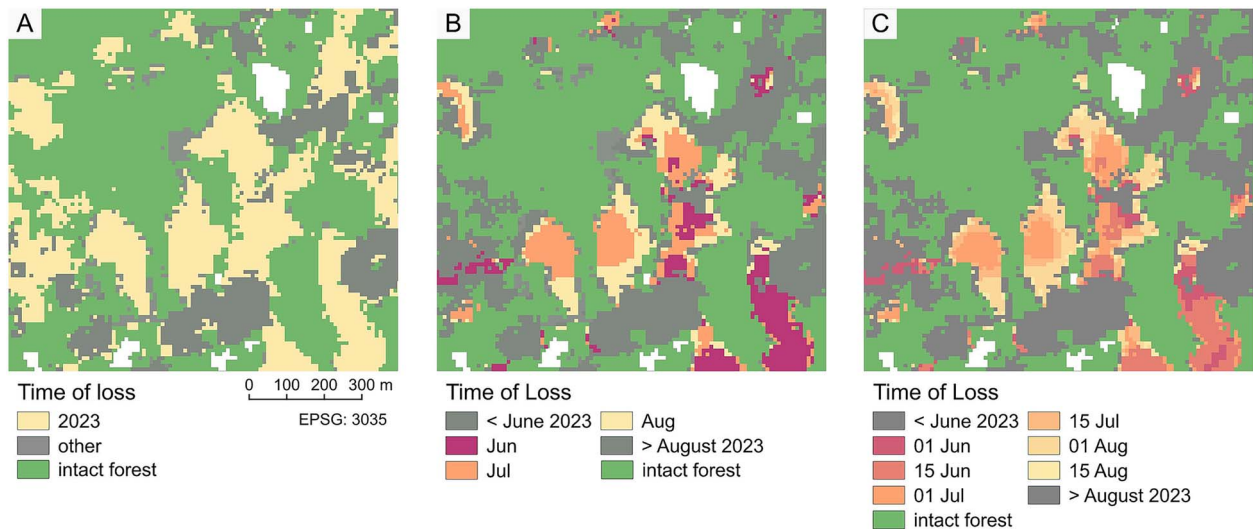 A
B
C
Time of loss
0 100 200 300 m
EPSG: 3035
2023
other
intact forest
Time of Loss
< June 2023
Jun
Jul
Aug
> August 2023
intact forest
Time of Loss
< June 2023
01 Jun
15 Jun
01 Jul
intact forest
15 Jul
01 Aug
15 Aug
> August 2023